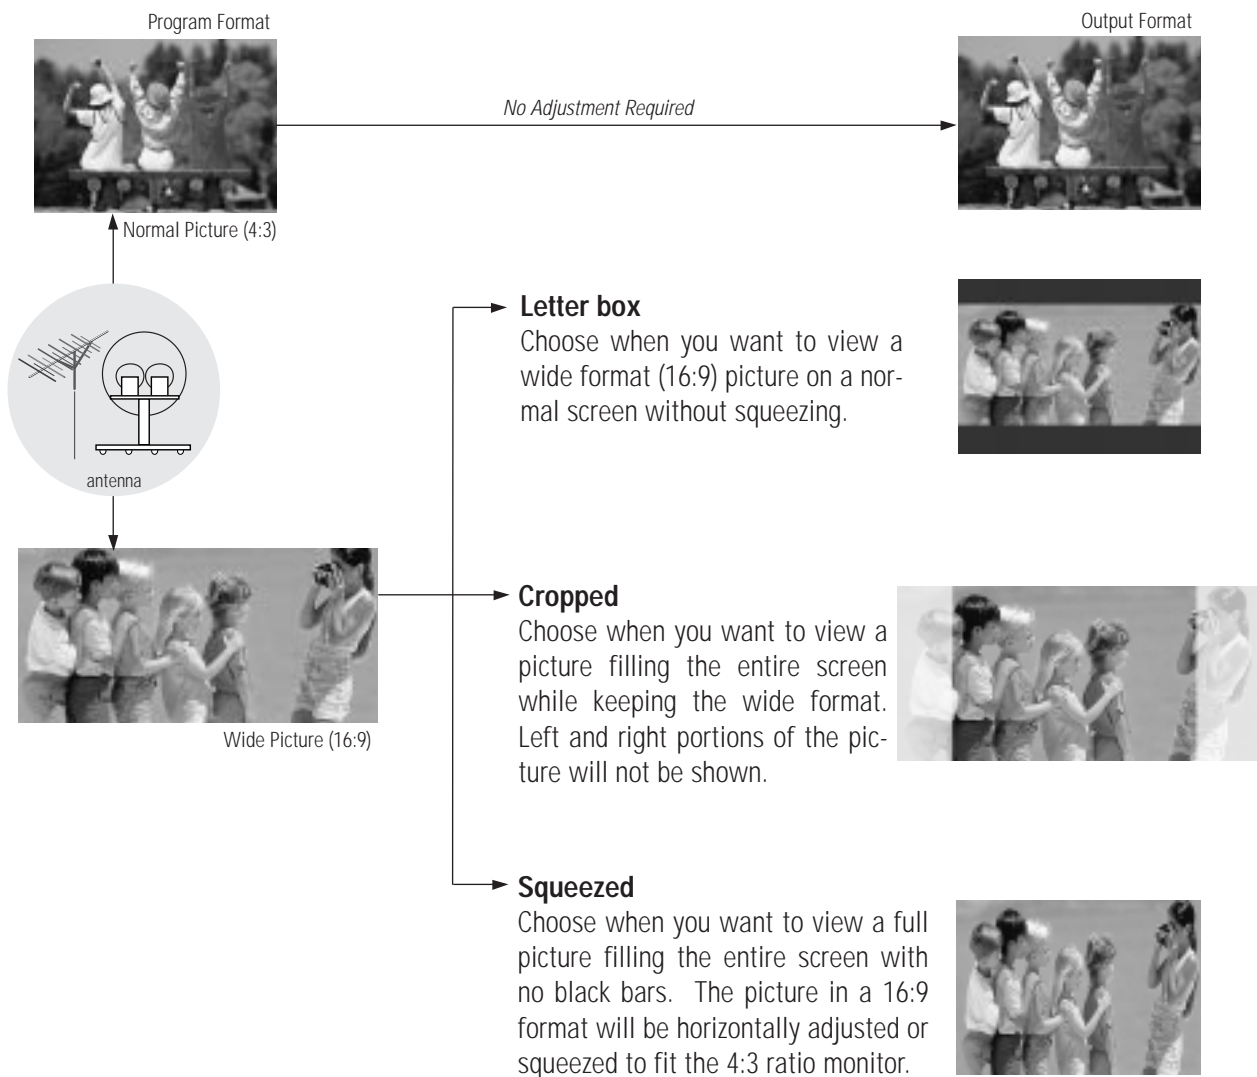 Program Format
Output Format
No Adjustment Required
Normal Picture (4:3)
antenna
Wide Picture (16:9)
Letter box
Choose when you want to view a
wide format (16:9) picture on a nor-
mal screen without squeezing.
Cropped
Choose when you want to view a
picture filling the entire screen
while keeping the wide format.
Left and right portions of the pic-
ture will not be shown.
Squeezed
Choose when you want to view a full
picture filling the entire screen with
no black bars. The picture in a 16:9
format will be horizontally adjusted or
squeezed to fit the 4:3 ratio monitor.